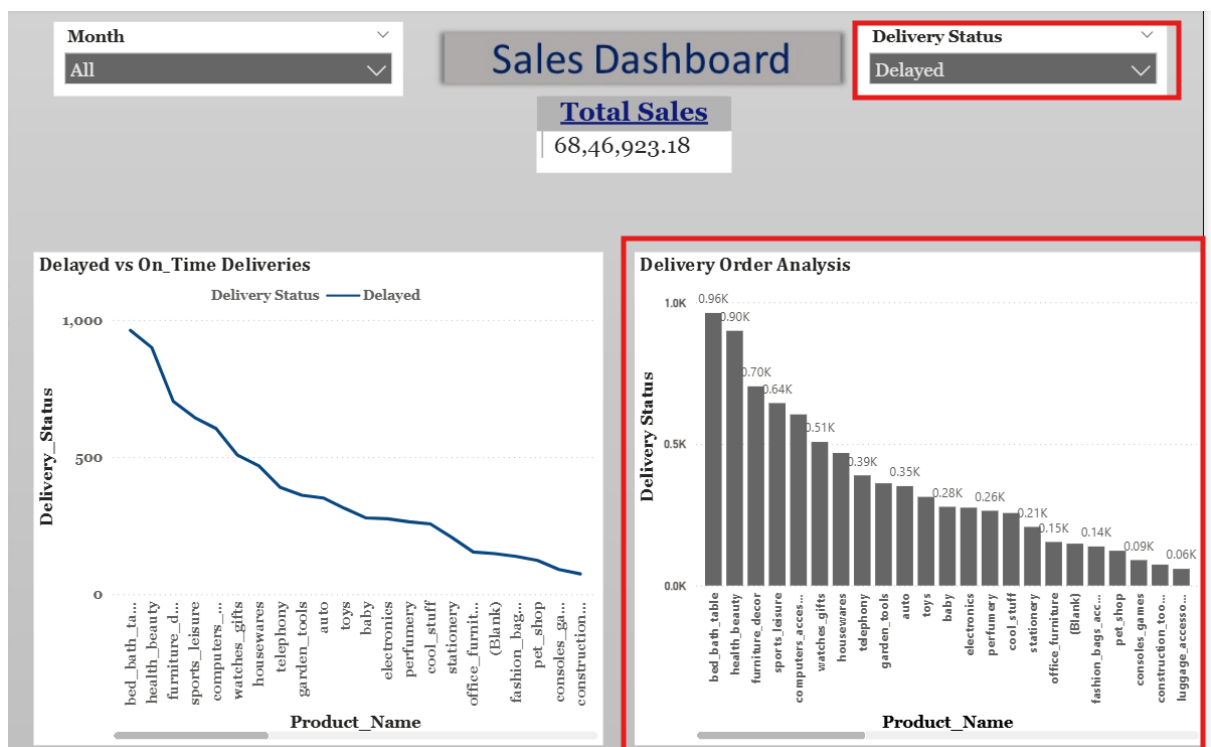 Month
All
Sales Dashboard
Delivery Status
Delayed
Total Sales
68,46,923.18
Delayed vs On_Time Deliveries
Delivery Status Delayed
1,000
500
0
Delivery_Status
bed_bath_ta...
health_beauty
furniture_d...
sports_leisure
computers_...
watches_gifts
housewares
telephony
garden_tools
auto
toys
baby
electronics
perfumery
cool_stuff
stationery
office_furnit...
(Blank)
fashion_bag...
pet_shop
consoles_ga...
construction...
Product_Name
Delivery Order Analysis
1.0K
0.5K
0.0K
Delivery Status
0.96K
0.90K
0.70K
0.64K
0.51K
0.39K
0.35K
0.28K
0.26K
0.21K
0.15K
0.14K
0.09K
0.06K
bed_bath_table
health_beauty
furniture_decor
sports_leisure
computers_acces...
watches_gifts
housewares
telephony
garden_tools
auto
toys
baby
electronics
perfumery
cool_stuff
stationery
office_furniture
(Blank)
fashion_bags_acc...
pet_shop
consoles_games
construction_too...
luggage_accesso...
Product_Name